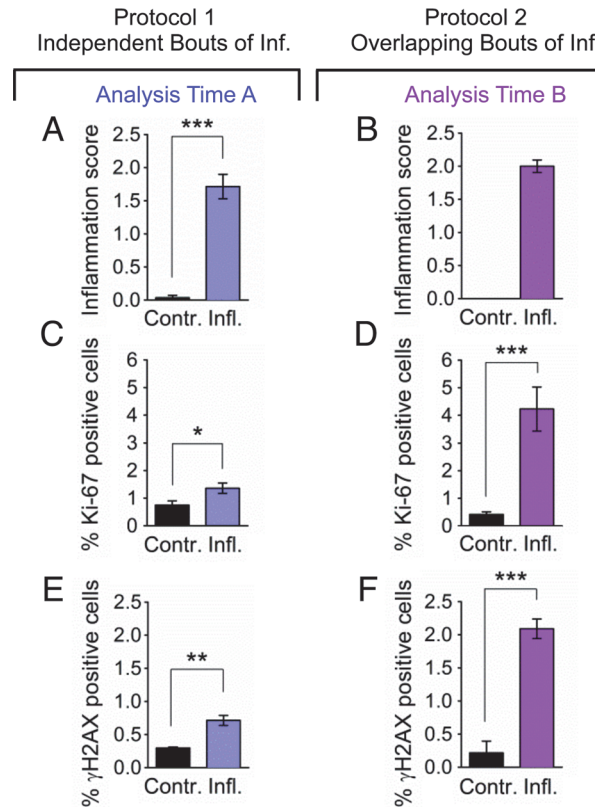 Protocol 1
Independent Bouts of Inf.
Protocol 2
Overlapping Bouts of Inf
Analysis Time A
Analysis Time B
A
Inflammation score
2.5
2.0
1.5
1.0
0.5
0.0
***
Contr. Infl.
B
Inflammation score
2.5
2.0
1.5
1.0
0.5
0.0
Contr. Infl.
C
% Ki-67 positive cells
6
5
4
3
2
1
0
*
Contr. Infl.
D
% Ki-67 positive cells
6
5
4
3
2
1
0
***
Contr. Infl.
E
% γH2AX positive cells
2.5
2.0
1.5
1.0
0.5
0.0
**
Contr. Infl.
F
% γH2AX positive cells
2.5
2.0
1.5
1.0
0.5
0.0
***
Contr. Infl.